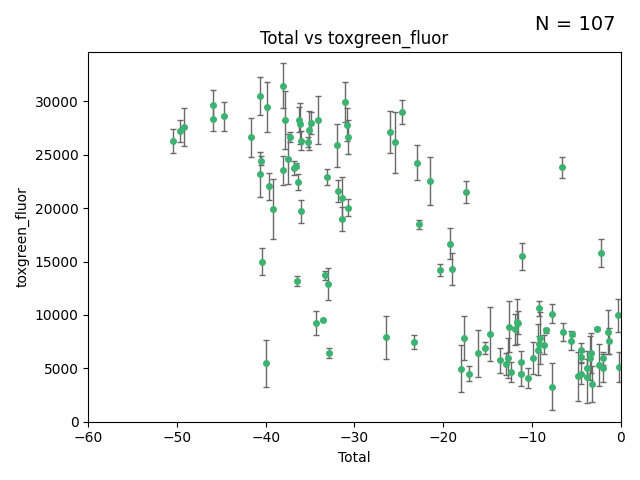 N = 107
Total vs toxgreen_fluor
30000
25000
20000
15000
10000
5000
0
toxgreen_fluor
−60 −50 −40 −30 −20 −10 0
Total